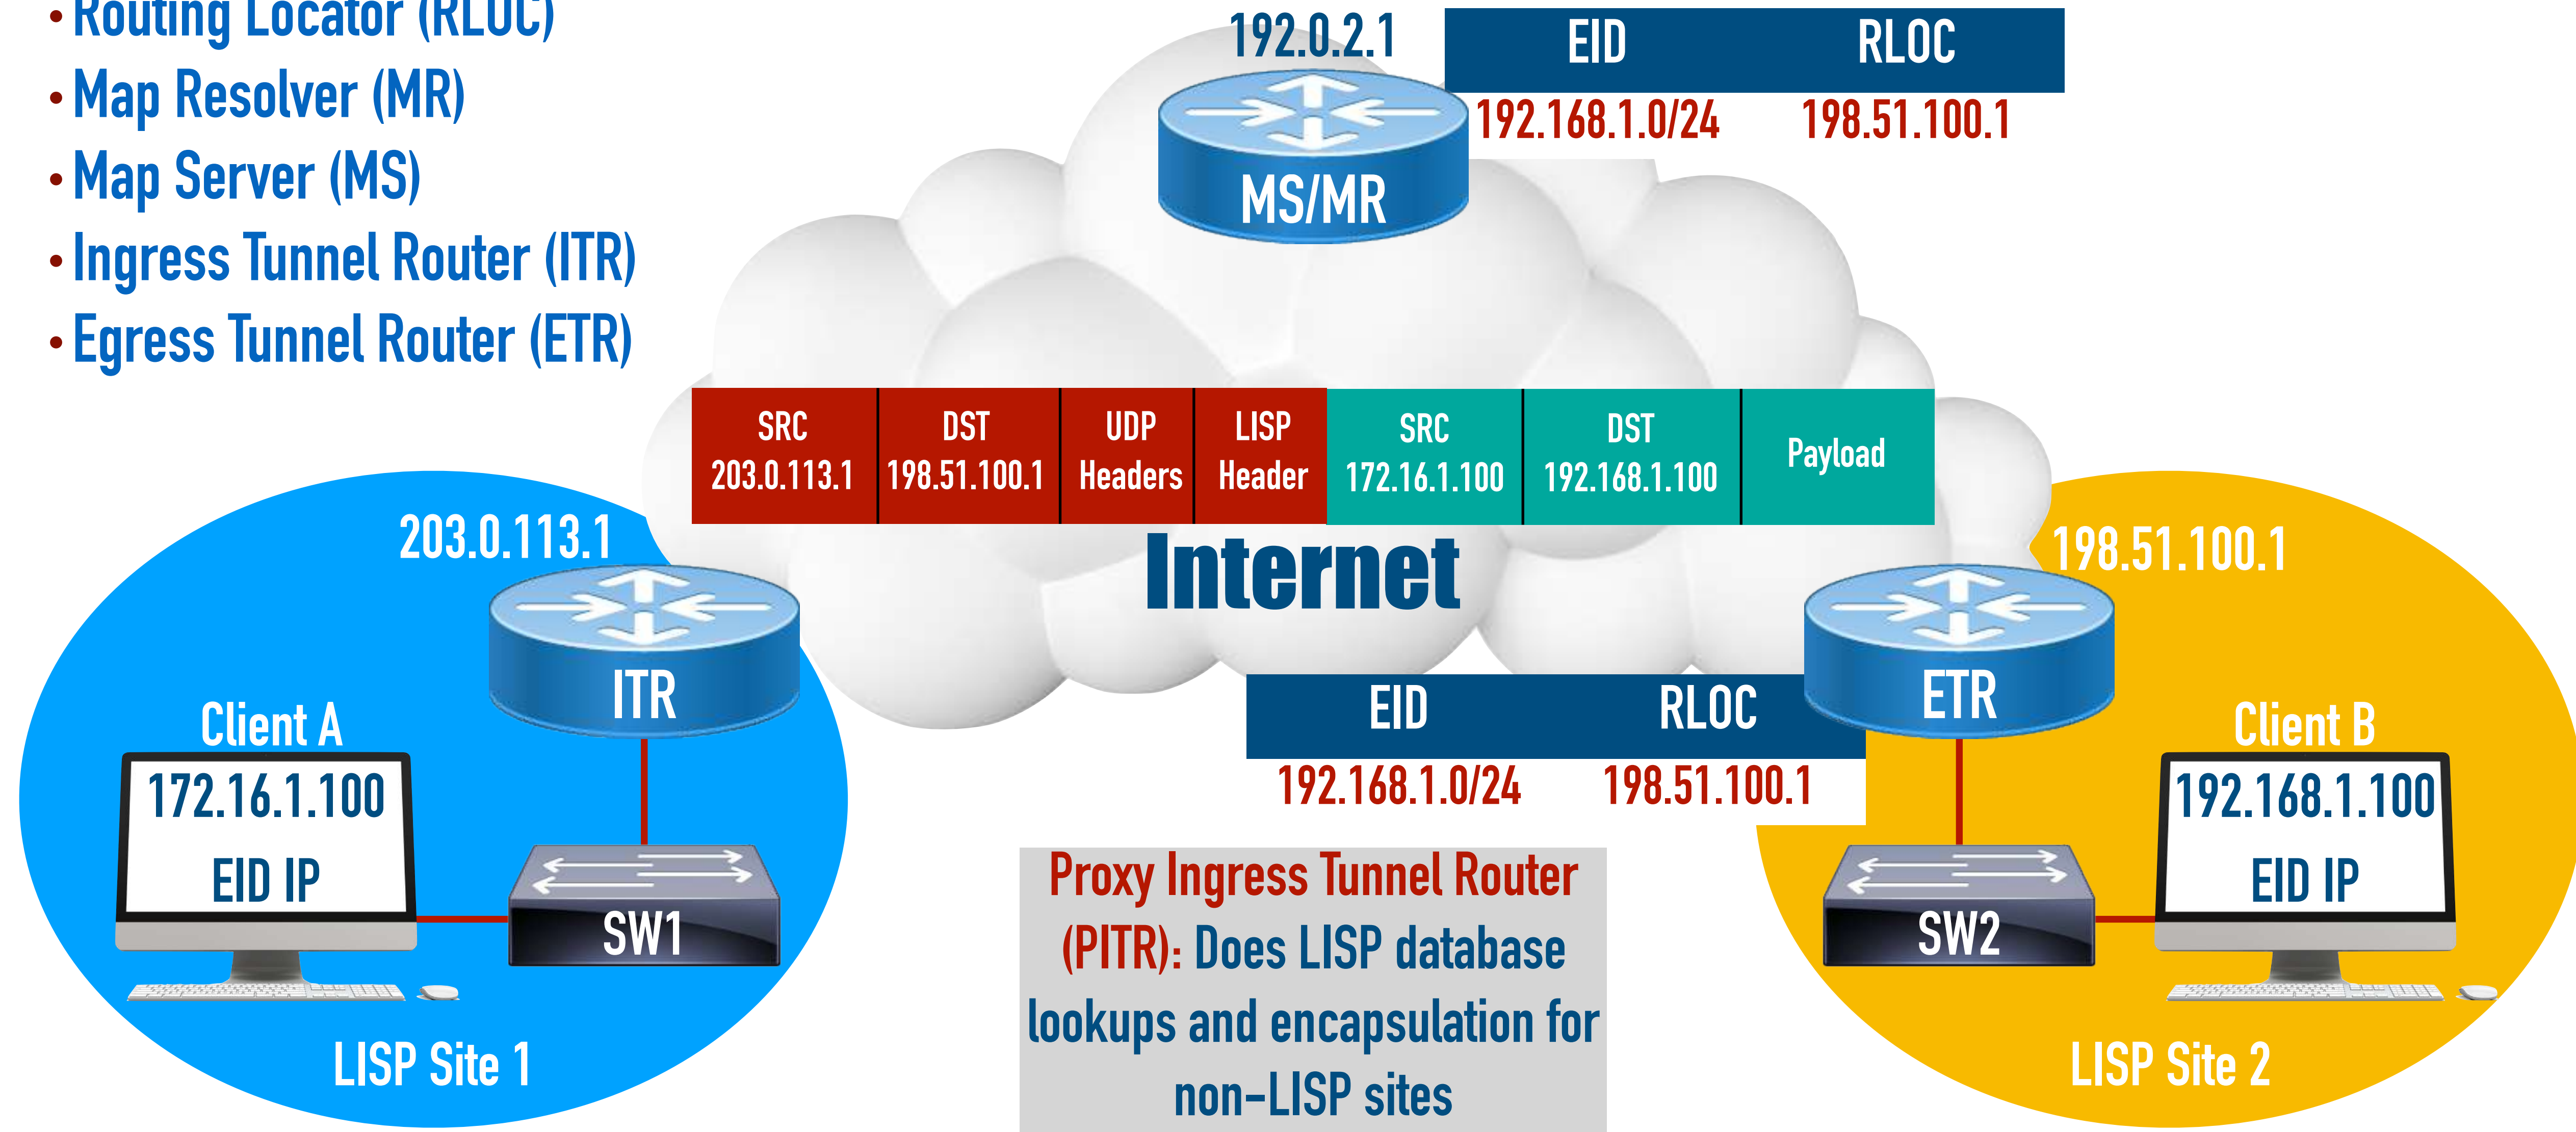 • Routing Locator (RLOC)
• Map Resolver (MR)
• Map Server (MS)
• Ingress Tunnel Router (ITR)
• Egress Tunnel Router (ETR)
192.0.2.1
EID RLOC
192.168.1.0/24 198.51.100.1
MS/MR
SRC
203.0.113.1
DST
198.51.100.1
UDP
Headers
LISP
Header
SRC
172.16.1.100
DST
192.168.1.100
Payload
Internet
203.0.113.1
ITR
Client A
172.16.1.100
EID IP
SW1
LISP Site 1
EID RLOC
192.168.1.0/24 198.51.100.1
Proxy Ingress Tunnel Router
(PITR): Does LISP database
lookups and encapsulation for
non-LISP sites
198.51.100.1
ETR
Client B
192.168.1.100
EID IP
SW2
LISP Site 2